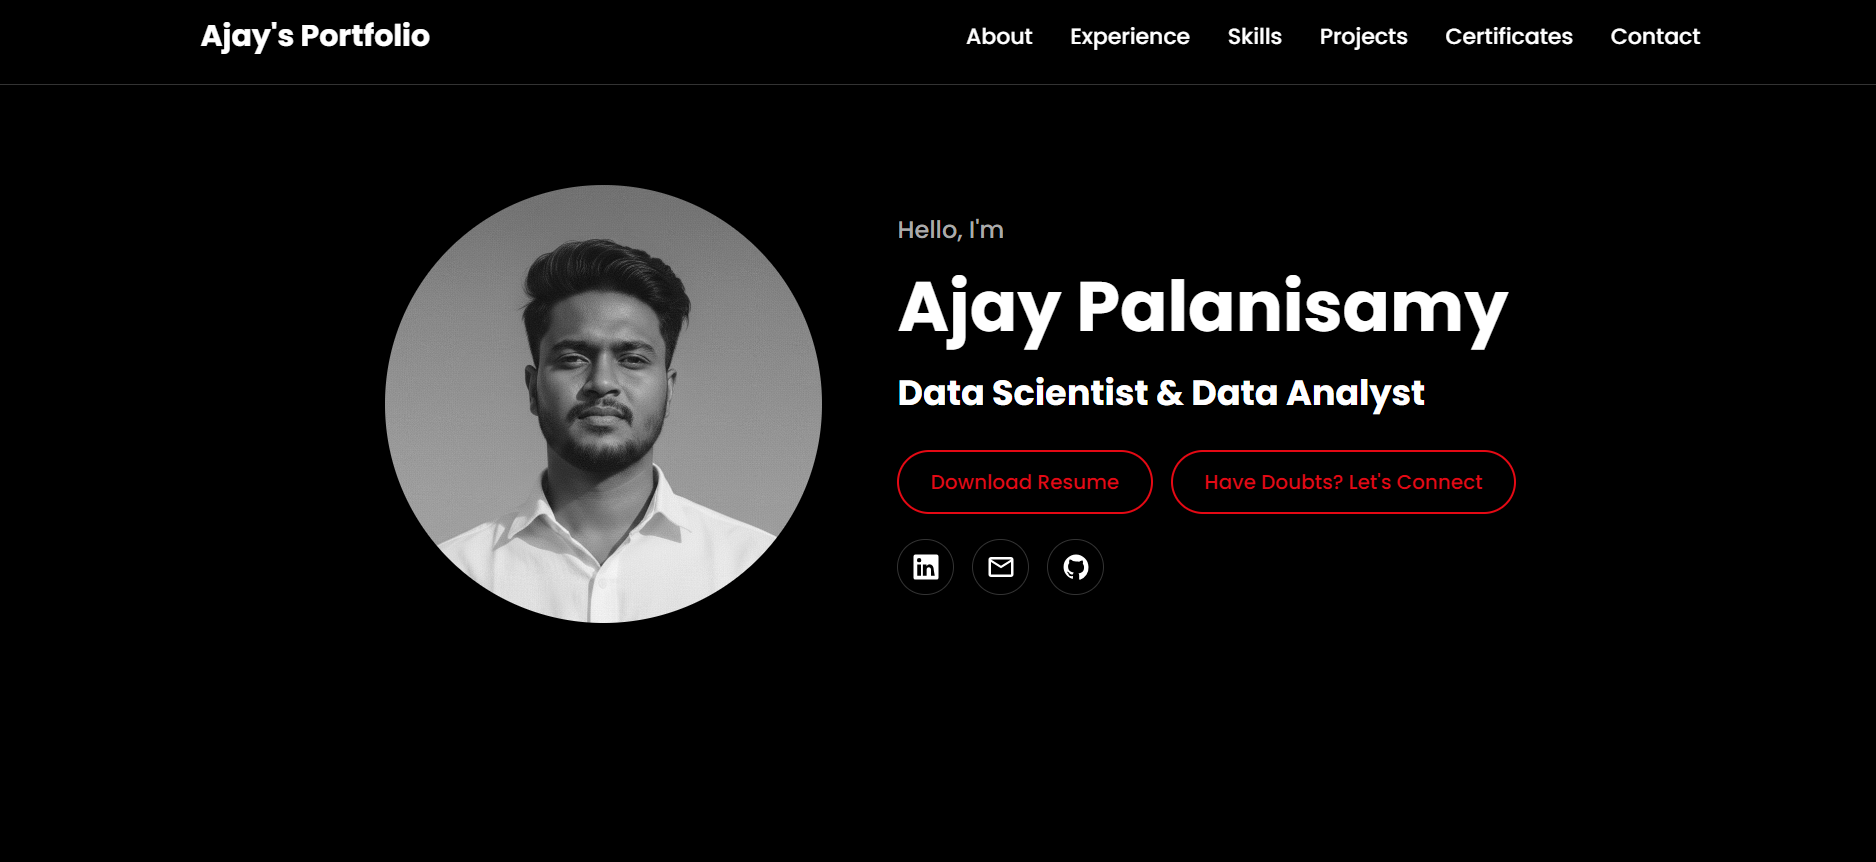 Ajay's Portfolio
About Experience Skills Projects Certificates Contact
Hello, I'm
Ajay Palanisamy
Data Scientist & Data Analyst
Download Resume
Have Doubts? Let's Connect
in